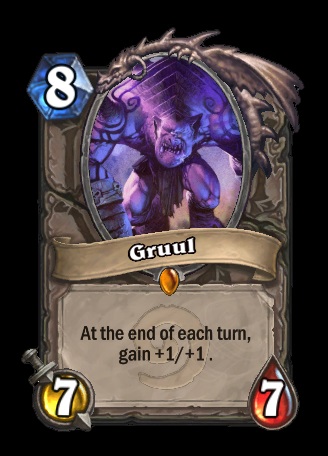 8
Gruul
At the end of each turn,
gain +1/+1 .
7
7